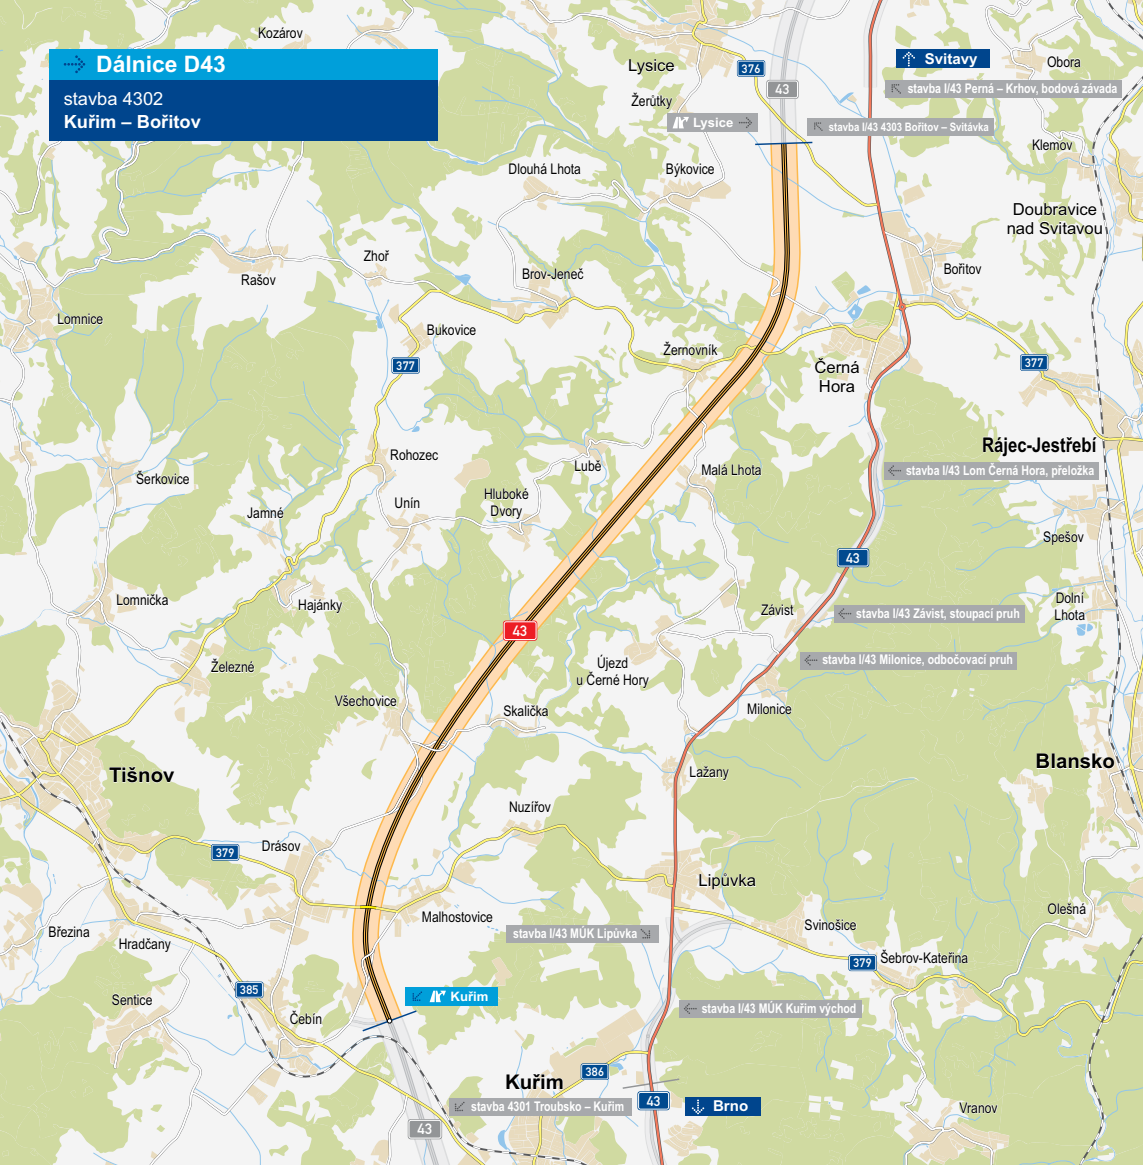 Kozárov
Dálnice D43
stavba 4302
Kuřim – Bořitov
Lysice
376
43
Svitavy
Obora
stavba I/43 Perná – Krhov, bodová závada
Žerůtky
Lysice
stavba I/43 4303 Bořitov – Svitávka
Klemov
Dlouhá Lhota
Býkovice
Doubravice
nad Svitavou
Zhoř
Rašov
Brov-Jeneč
Bořitov
Lomnice
Bukovice
Žernovník
377
Černá
Hora
377
Rájec-Jestřebí
Rohozec
Lubě
Malá Lhota
stavba I/43 Lom Černá Hora, přeložka
Šerkovice
Hluboké
Dvory
Unín
Jamné
Spešov
43
Lomnička
Hajánky
Závist
stavba I/43 Závist, stoupací pruh
Dolní
Lhota
43
Železné
Újezd
u Černé Hory
stavba I/43 Milonice, odbočovací pruh
Všechovice
Skalička
Milonice
Tišnov
Lažany
Blansko
Nuzířov
379
Drásov
Lipůvka
Malhostovice
Olešná
Březina
Hradčany
stavba I/43 MÚK Lipůvka
Svinošice
379
Šebrov-Kateřina
385
Sentice
Kuřim
Čebín
stavba I/43 MÚK Kuřim východ
386
Kuřim
stavba 4301 Troubsko – Kuřim
43
Brno
Vranov
43